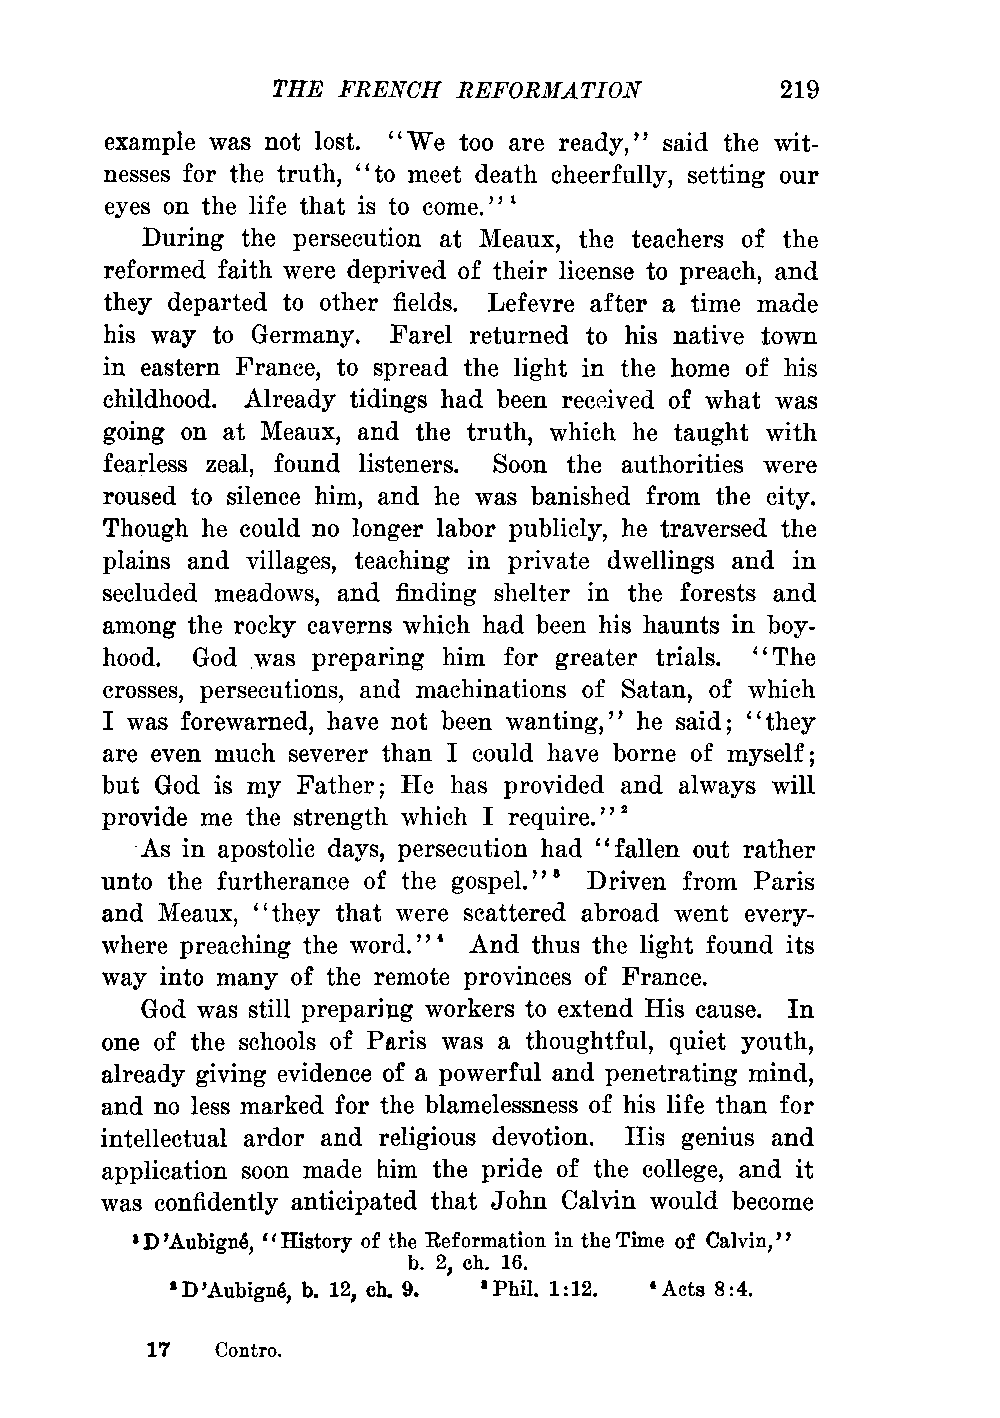 THE FRENCH REFORMATION 219
example was not lost. “We too are ready,” said the wit-
nesses for the truth, “to meet death cheerfully, setting our
eyes on the life that is to come.”¹
During the persecution at Meaux, the teachers of the
reformed faith were deprived of their license to preach, and
they departed to other fields. Lefevre after a time made
his way to Germany. Farel returned to his native town
in eastern France, to spread the light in the home of his
childhood. Already tidings had been received of what was
going on at Meaux, and the truth, which he taught with
fearless zeal, found listeners. Soon the authorities were
roused to silence him, and he was banished from the city.
Though he could no longer labor publicly, he traversed the
plains and villages, teaching in private dwellings and in
secluded meadows, and finding shelter in the forests and
among the rocky caverns which had been his haunts in boy-
hood. God was preparing him for greater trials. “The
crosses, persecutions, and machinations of Satan, of which
I was forewarned, have not been wanting,” he said; “they
are even much severer than I could have borne of myself;
but God is my Father; He has provided and always will
provide me the strength which I require.”²
As in apostolic days, persecution had “fallen out rather
unto the furtherance of the gospel.”³ Driven from Paris
and Meaux, “they that were scattered abroad went every-
where preaching the word.”⁴ And thus the light found its
way into many of the remote provinces of France.
God was still preparing workers to extend His cause. In
one of the schools of Paris was a thoughtful, quiet youth,
already giving evidence of a powerful and penetrating mind,
and no less marked for the blamelessness of his life than for
intellectual ardor and religious devotion. His genius and
application soon made him the pride of the college, and it
was confidently anticipated that John Calvin would become
¹D’Aubigné, “History of the Reformation in the Time of Calvin,”
b. 2, ch. 16.
²D’Aubigné, b. 12, ch. 9. ³Phil. 1:12. ⁴Acts 8:4.
17 Contro.